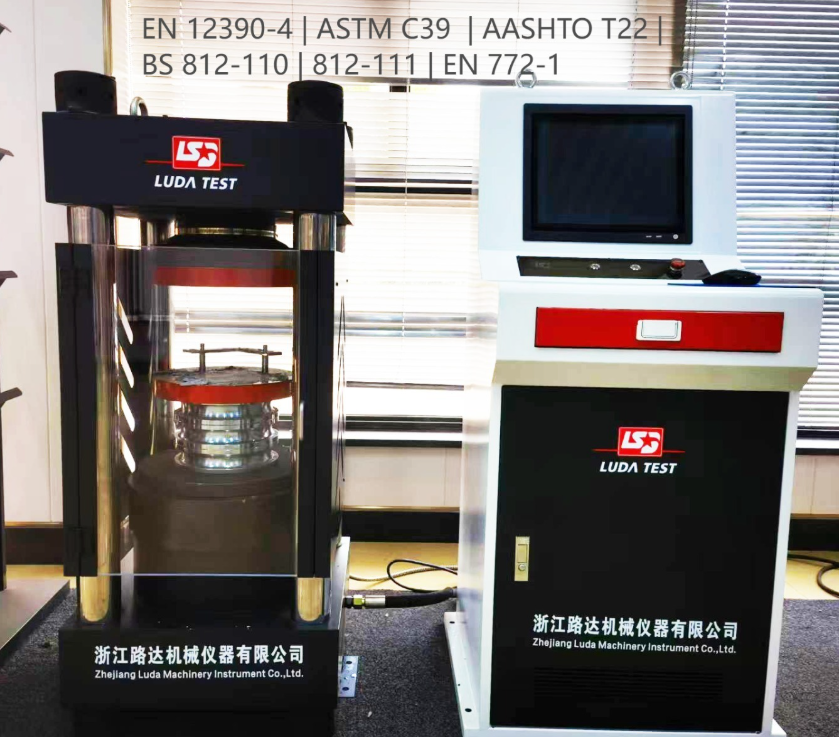 EN 12390-4 | ASTM C39 | AASHTO T22 |
BS 812-110 | 812-111 | EN 772-1
LSD
LUDA TEST
LSD
LUDA TEST
浙江路达机械仪器有限公司
Zhejiang Luda Machinery Instrument Co.,Ltd.
浙江路达机械仪器有限公司
Zhejiang Luda Machinery Instrument Co.,Ltd.